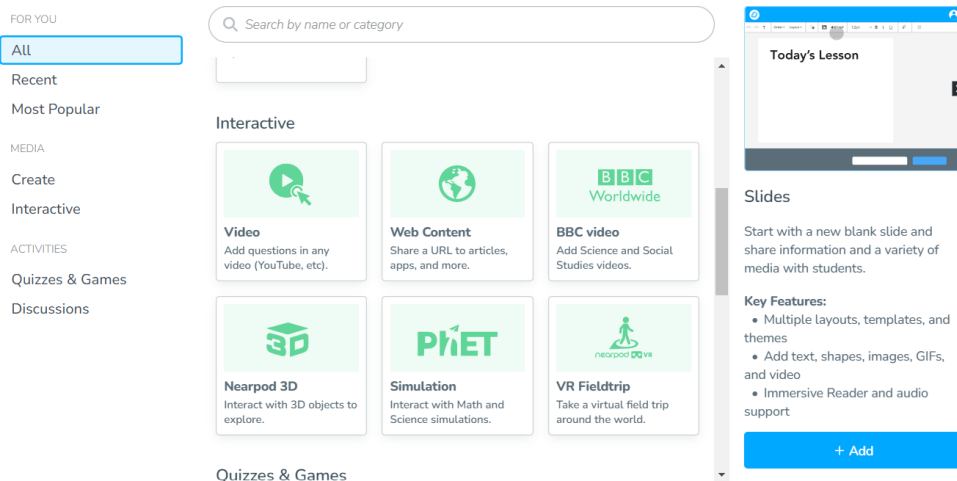 FOR YOU
All
Recent
Most Popular
MEDIA
Create
Interactive
ACTIVITIES
Quizzes & Games
Discussions
Search by name or category
Interactive
Video
Add questions in any
video (YouTube, etc).
Web Content
Share a URL to articles,
apps, and more.
BBC Worldwide
BBC video
Add Science and Social
Studies videos.
3D
Nearpod 3D
Interact with 3D objects to
explore.
PhET
Simulation
Interact with Math and
Science simulations.
nearpod VR
VR Fieldtrip
Take a virtual field trip
around the world.
Quizzes & Games
Today's Lesson
Slides
Start with a new blank slide and
share information and a variety of
media with students.
Key Features:
• Multiple layouts, templates, and
themes
• Add text, shapes, images, GIFs,
and video
• Immersive Reader and audio
support
+ Add